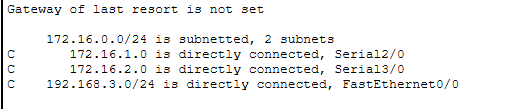 Gateway of last resort is not set
172.16.0.0/24 is subnetted, 2 subnets
C 172.16.1.0 is directly connected, Serial2/0
C 172.16.2.0 is directly connected, Serial3/0
C 192.168.3.0/24 is directly connected, FastEthernet0/0